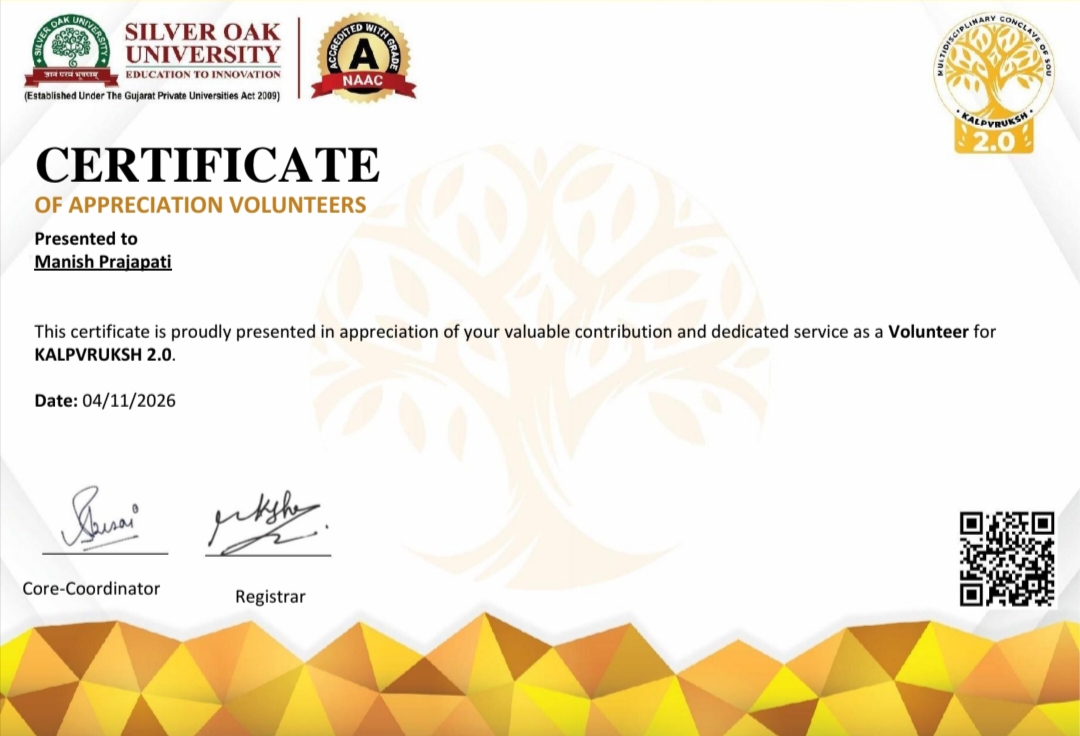 SILVER OAK UNIVERSITY
ज्ञान परम भूषणम्
SILVER OAK
UNIVERSITY
EDUCATION TO INNOVATION
(Established Under The Gujarat Private Universities Act 2009)
ACCREDITED WITH GRADE
A
NAAC
MULTIDISCIPLINARY CONCLAVE OF SOU
• KALPVRUKSH •
2.0
CERTIFICATE
OF APPRECIATION VOLUNTEERS
Presented to
Manish Prajapati
This certificate is proudly presented in appreciation of your valuable contribution and dedicated service as a Volunteer for
KALPVRUKSH 2.0.
Date: 04/11/2026
Core-Coordinator
Registrar